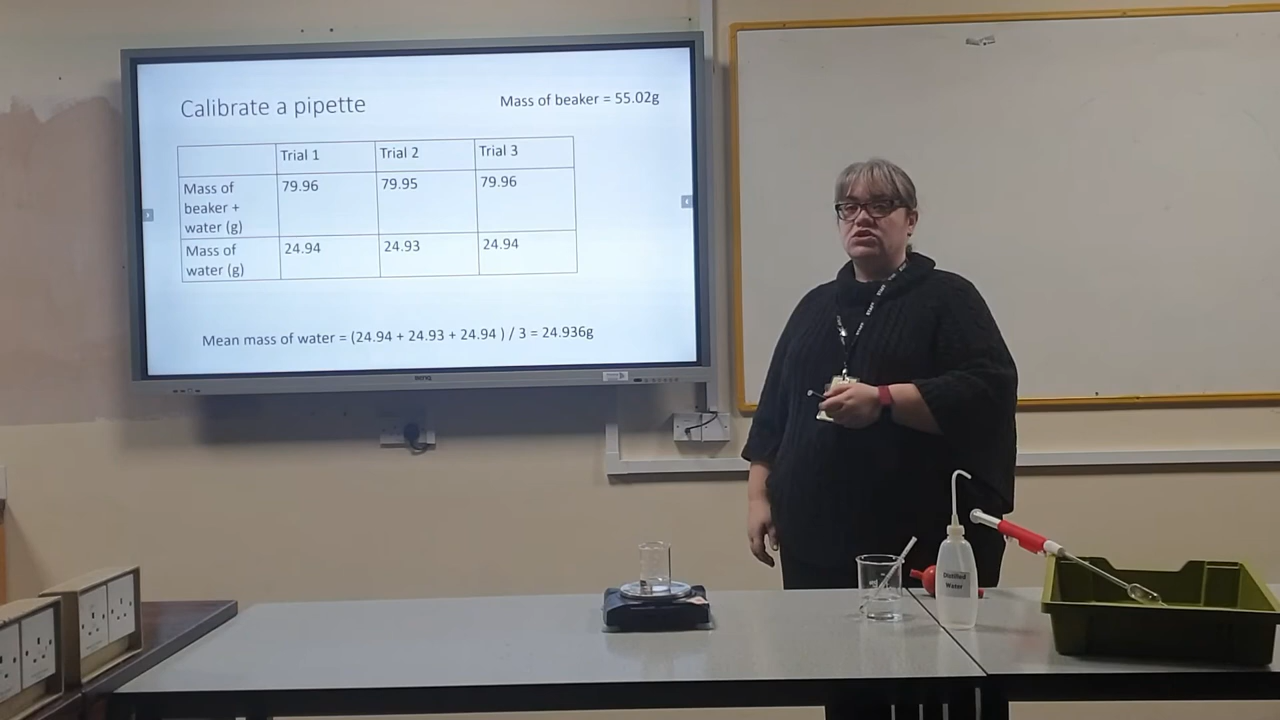 Calibrate a pipette
Mass of beaker = 55.02g
Trial 1 Trial 2 Trial 3
Mass of
beaker +
water (g)
79.96 79.95 79.96
Mass of
water (g)
24.94 24.93 24.94
Mean mass of water = (24.94 + 24.93 + 24.94 ) / 3 = 24.936g
BENQ
STAFF
Distilled
Water